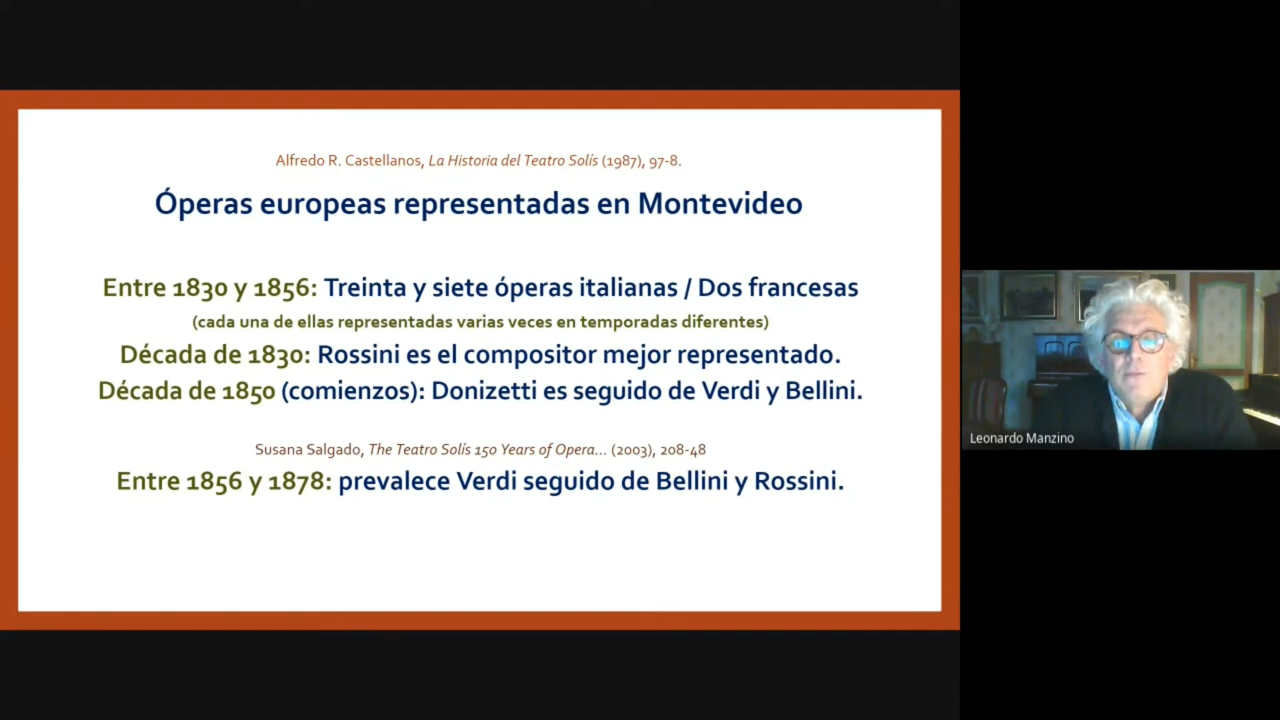 Alfredo R. Castellanos, La Historia del Teatro Solís (1987), 97-8.
Óperas europeas representadas en Montevideo
Entre 1830 y 1856: Treinta y siete óperas italianas / Dos francesas
(cada una de ellas representadas varias veces en temporadas diferentes)
Década de 1830: Rossini es el compositor mejor representado.
Década de 1850 (comienzos): Donizetti es seguido de Verdi y Bellini.
Susana Salgado, The Teatro Solís 150 Years of Opera... (2003), 208-48
Entre 1856 y 1878: prevalece Verdi seguido de Bellini y Rossini.
Leonardo Manzino